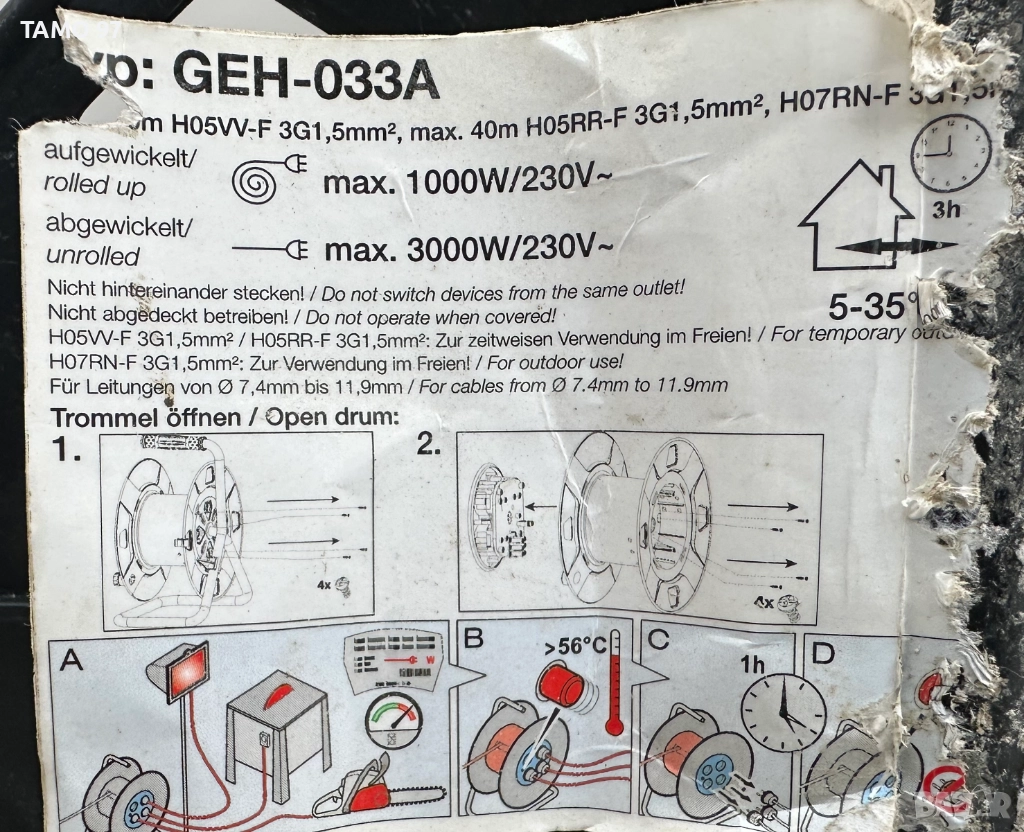 TAM
yp: GEH-033A
m H05VV-F 3G1,5mm², max. 40m H05RR-F 3G1,5mm², H07RN-F 3G1,5
aufgewickelt/
rolled up
max. 1000W/230V~
abgewickelt/
unrolled
max. 3000W/230V~
3h
5-35°
Nicht hintereinander stecken! / Do not switch devices from the same outlet!
Nicht abgedeckt betreiben! / Do not operate when covered!
H05VV-F 3G1,5mm² / H05RR-F 3G1,5mm²: Zur zeitweisen Verwendung im Freien! / For temporary
H07RN-F 3G1,5mm²: Zur Verwendung im Freien! / For outdoor use!
Für Leitungen von Ø 7,4mm bis 11,9mm / For cables from Ø 7.4mm to 11.9mm
Trommel öffnen / Open drum:
1.
2.
4x
4x
A
W
B
>56°C
C
1h
D